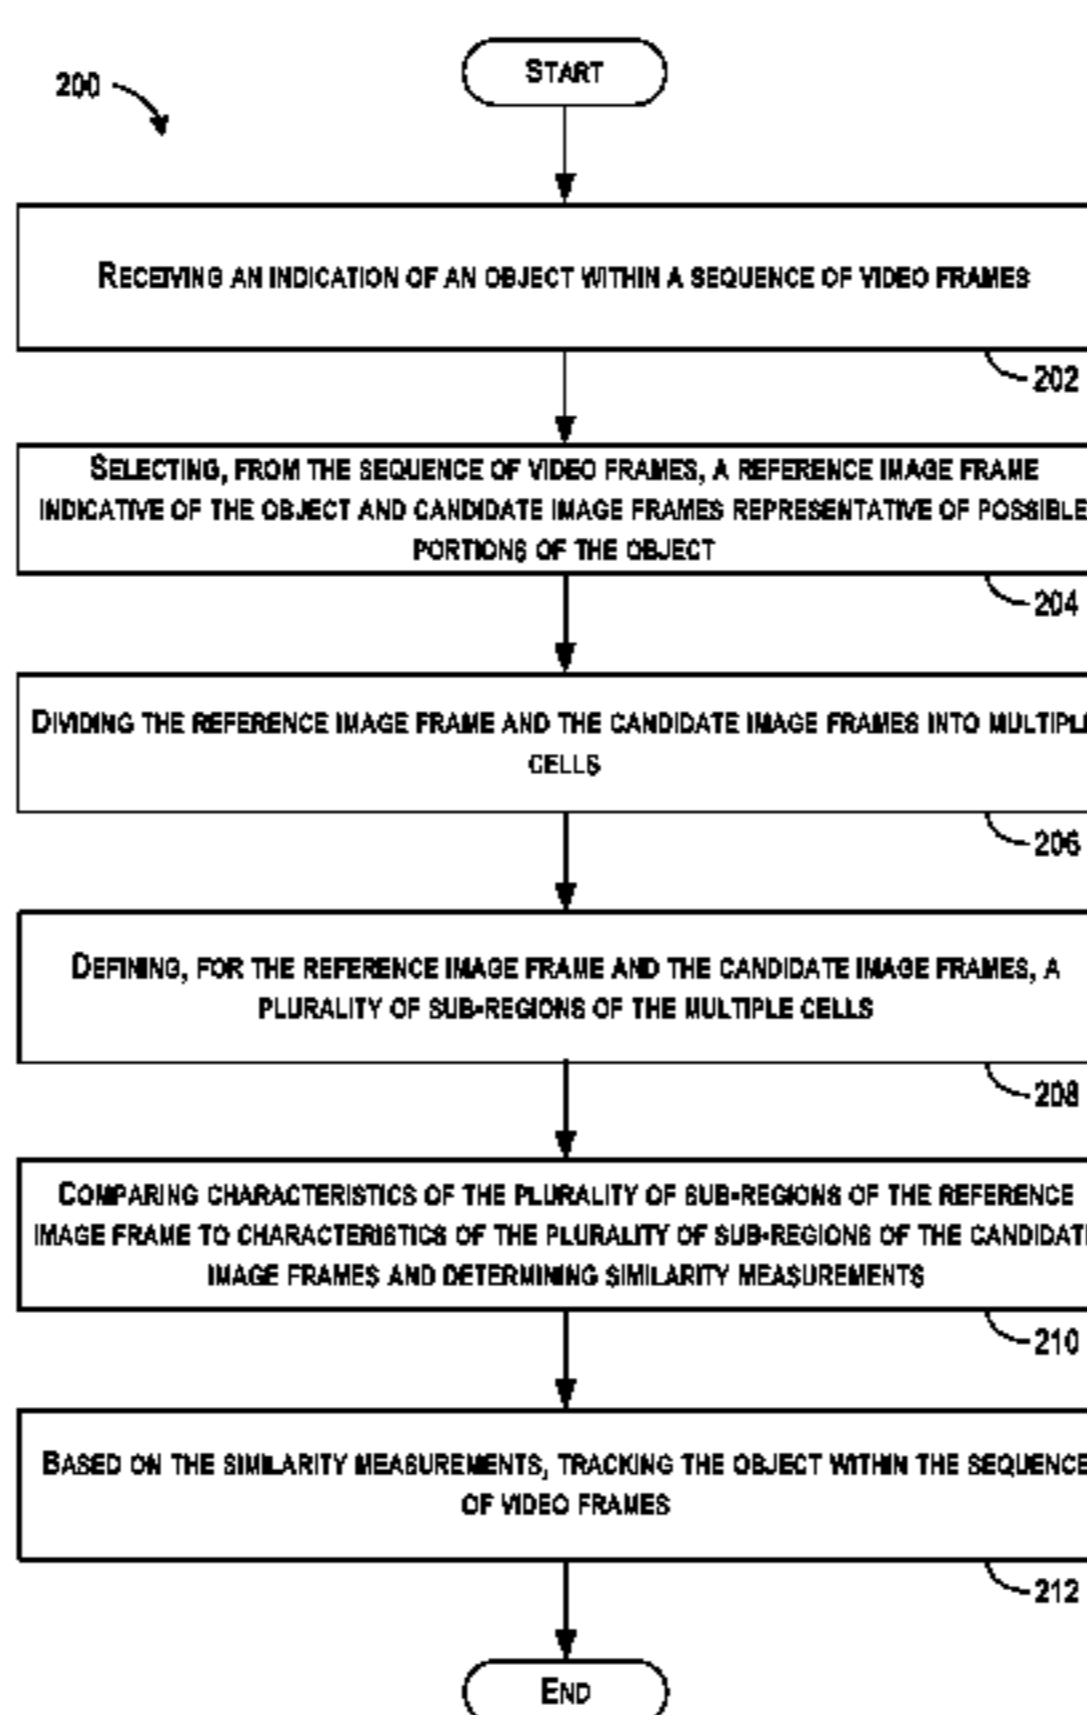 START
200
RECEIVING AN INDICATION OF AN OBJECT WITHIN A SEQUENCE OF VIDEO FRAMES
202
SELECTING, FROM THE SEQUENCE OF VIDEO FRAMES, A REFERENCE IMAGE FRAME
INDICATIVE OF THE OBJECT AND CANDIDATE IMAGE FRAMES REPRESENTATIVE OF POSSIBLE
PORTIONS OF THE OBJECT
204
DIVIDING THE REFERENCE IMAGE FRAME AND THE CANDIDATE IMAGE FRAMES INTO MULTIPLE
CELLS
206
DEFINING, FOR THE REFERENCE IMAGE FRAME AND THE CANDIDATE IMAGE FRAMES, A
PLURALITY OF SUB-REGIONS OF THE MULTIPLE CELLS
208
COMPARING CHARACTERISTICS OF THE PLURALITY OF SUB-REGIONS OF THE REFERENCE
IMAGE FRAME TO CHARACTERISTICS OF THE PLURALITY OF SUB-REGIONS OF THE CANDIDATE
IMAGE FRAMES AND DETERMINING SIMILARITY MEASUREMENTS
210
BASED ON THE SIMILARITY MEASUREMENTS, TRACKING THE OBJECT WITHIN THE SEQUENCE
OF VIDEO FRAMES
212
END